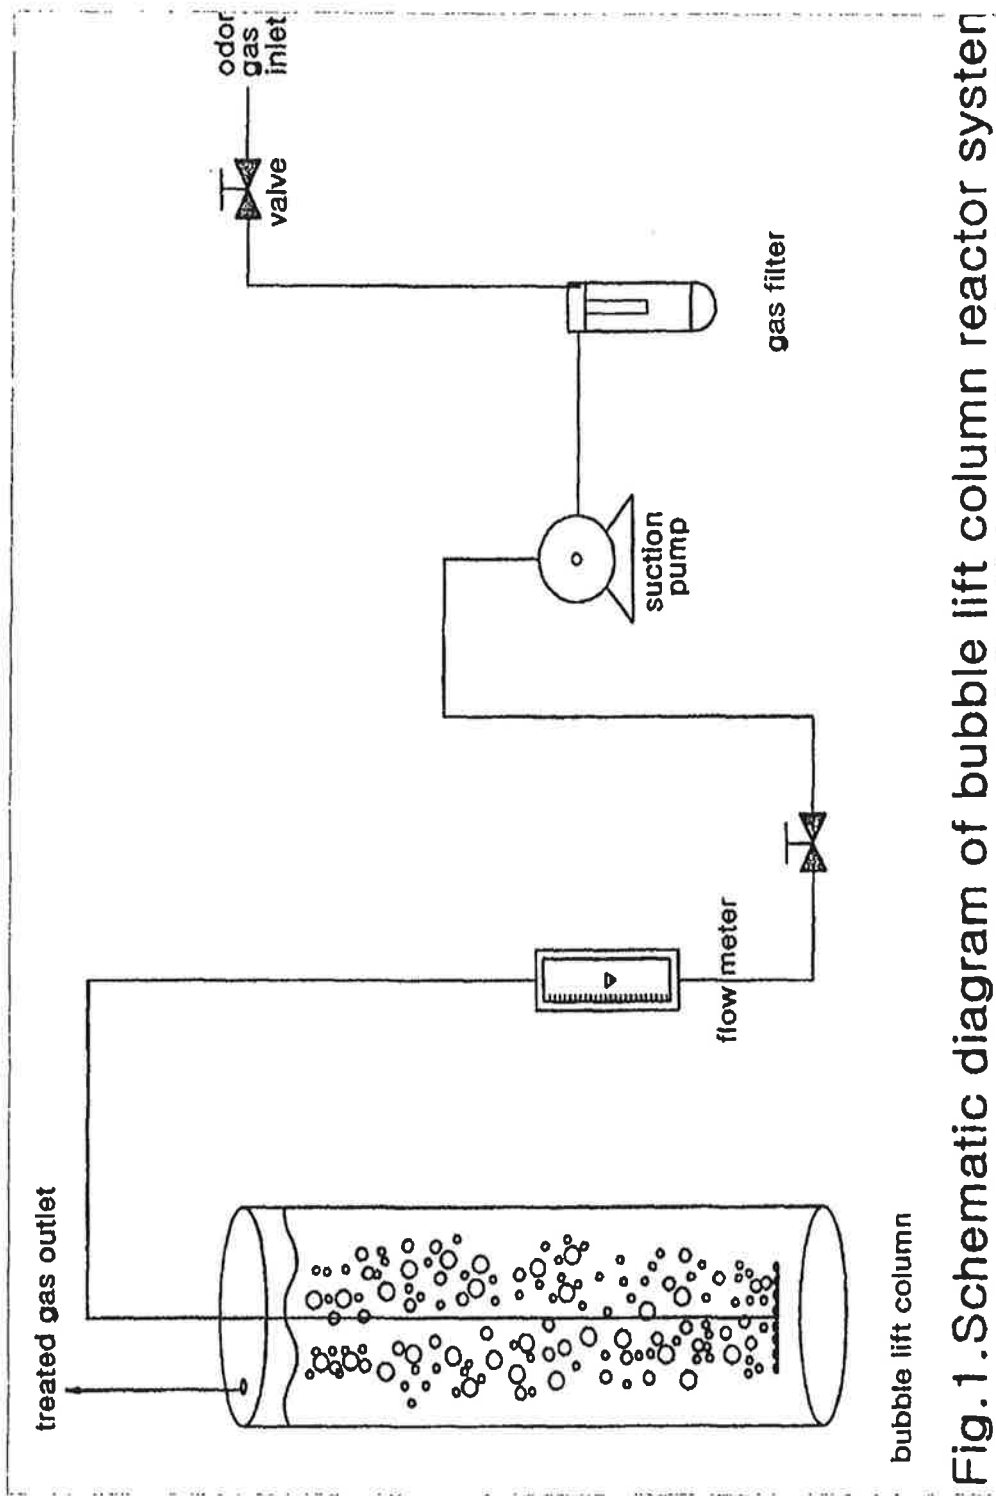 treated gas outlet
odor
gas
inlet
valve
gas filter
suction
pump
flow meter
bubble lift column
Fig.1.Schematic diagram of bubble lift column reactor system